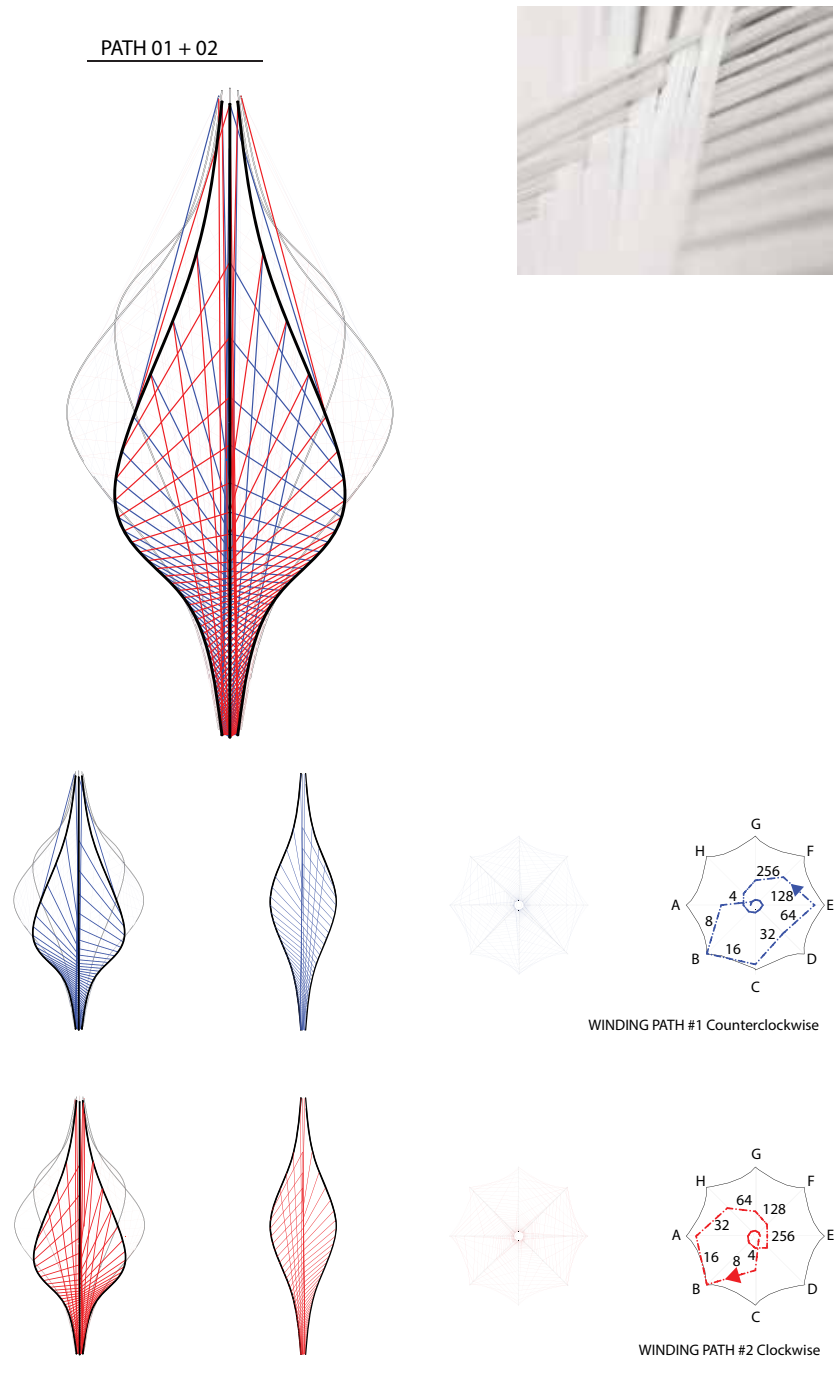 PATH 01 + 02
G
H F
256
4 128
A E
8 64
32
16
B D
C
WINDING PATH #1 Counterclockwise
G
H F
64
128
32
A 256 E
16 8 4
B D
C
WINDING PATH #2 Clockwise